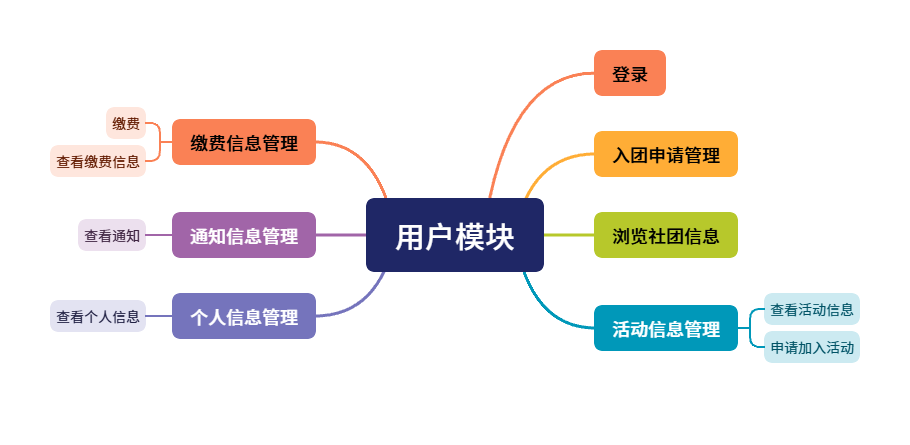 用户模块
登录
入团申请管理
浏览社团信息
活动信息管理
查看活动信息
申请加入活动
缴费信息管理
缴费
查看缴费信息
通知信息管理
查看通知
个人信息管理
查看个人信息